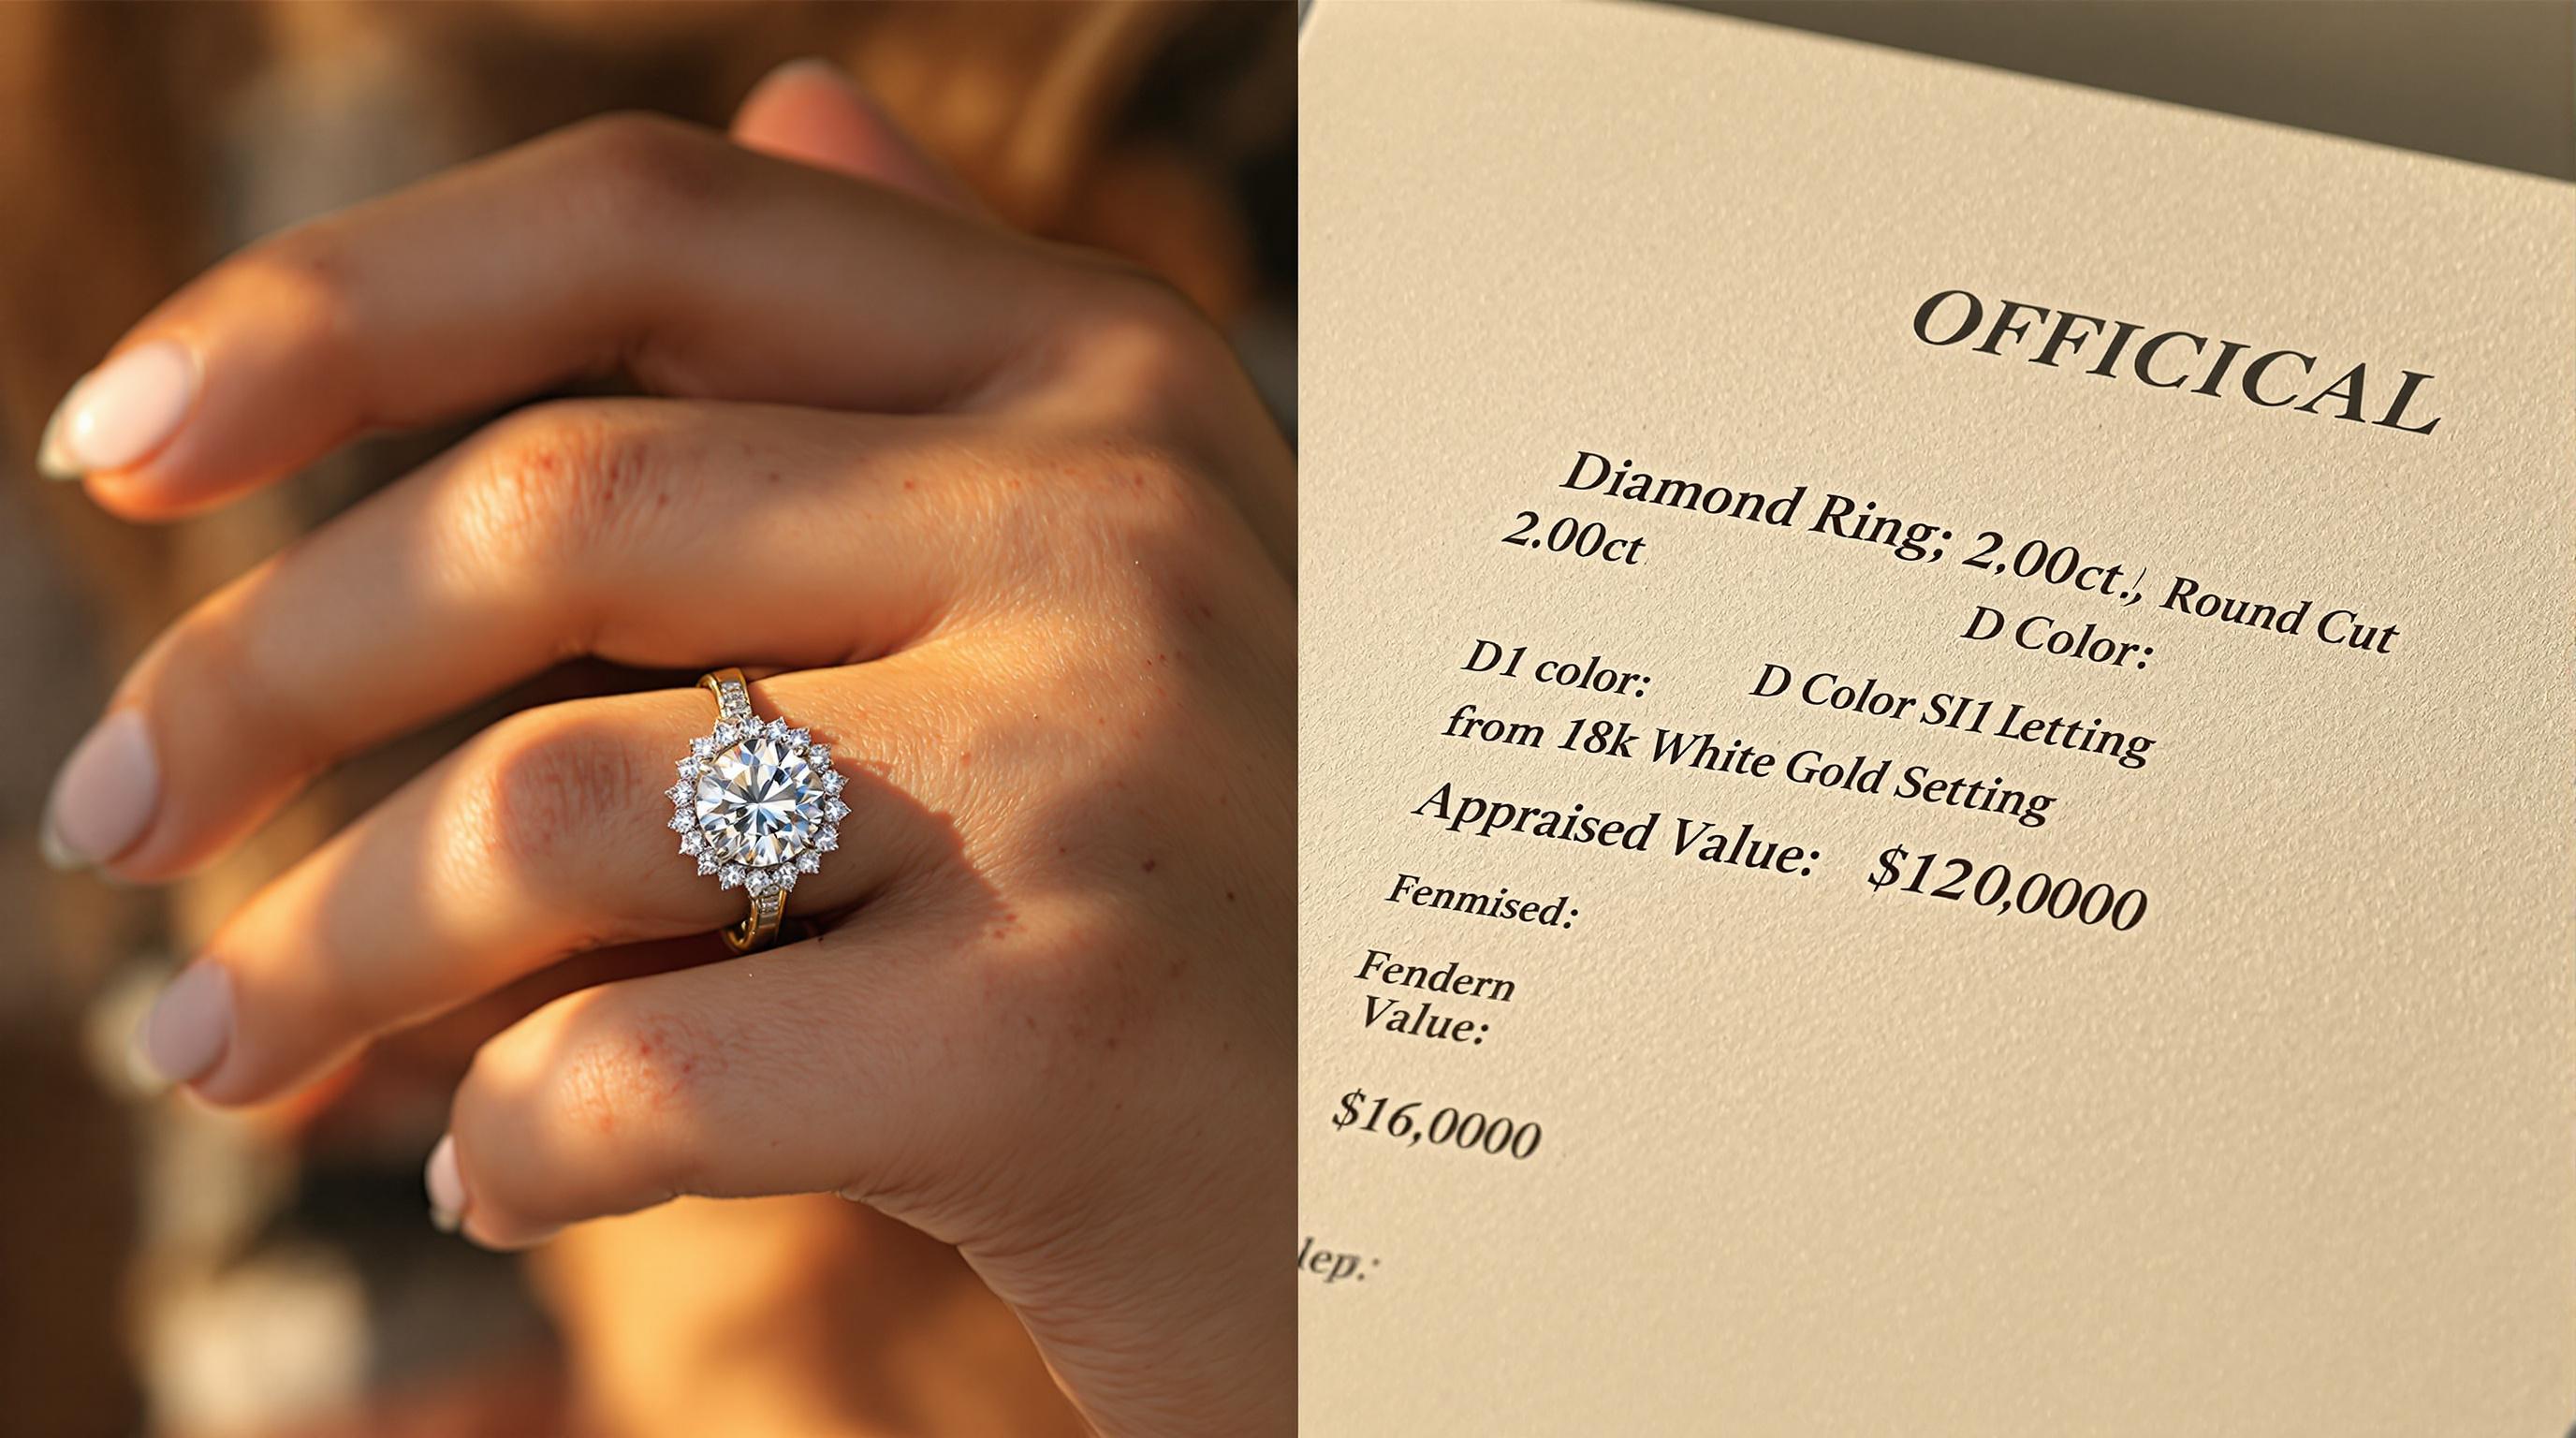 OFFICICAL
Diamond Ring; 2.00ct., Round Cut
2.00ct
D Color:
D1 color: D Color SI1 Letting
from 18k White Gold Setting
Appraised Value: $120,0000
Fenmised:
Fendern
Value:
$16,0000
lep.: